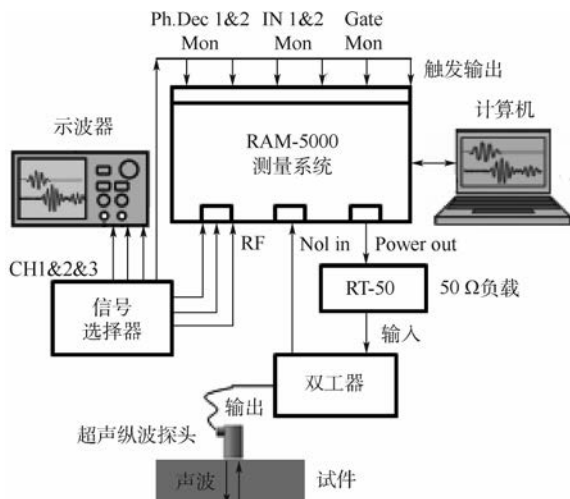 Ph.Dec 1&2 IN 1&2 Gate
Mon Mon Mon
触发输出
示波器
计算机
RAM-5000
测量系统
RF
Nol in
Power out
CH1&2&3
信号
选择器
RT-50
50 Ω负载
输入
双工器
输出
超声纵波探头
声波
试件